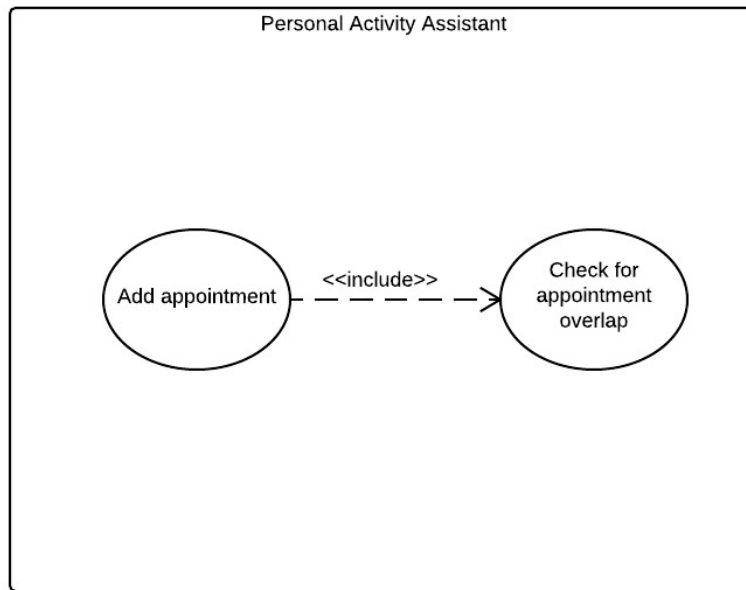 Personal Activity Assistant
Add appointment
<<include>>
Check for
appointment
overlap